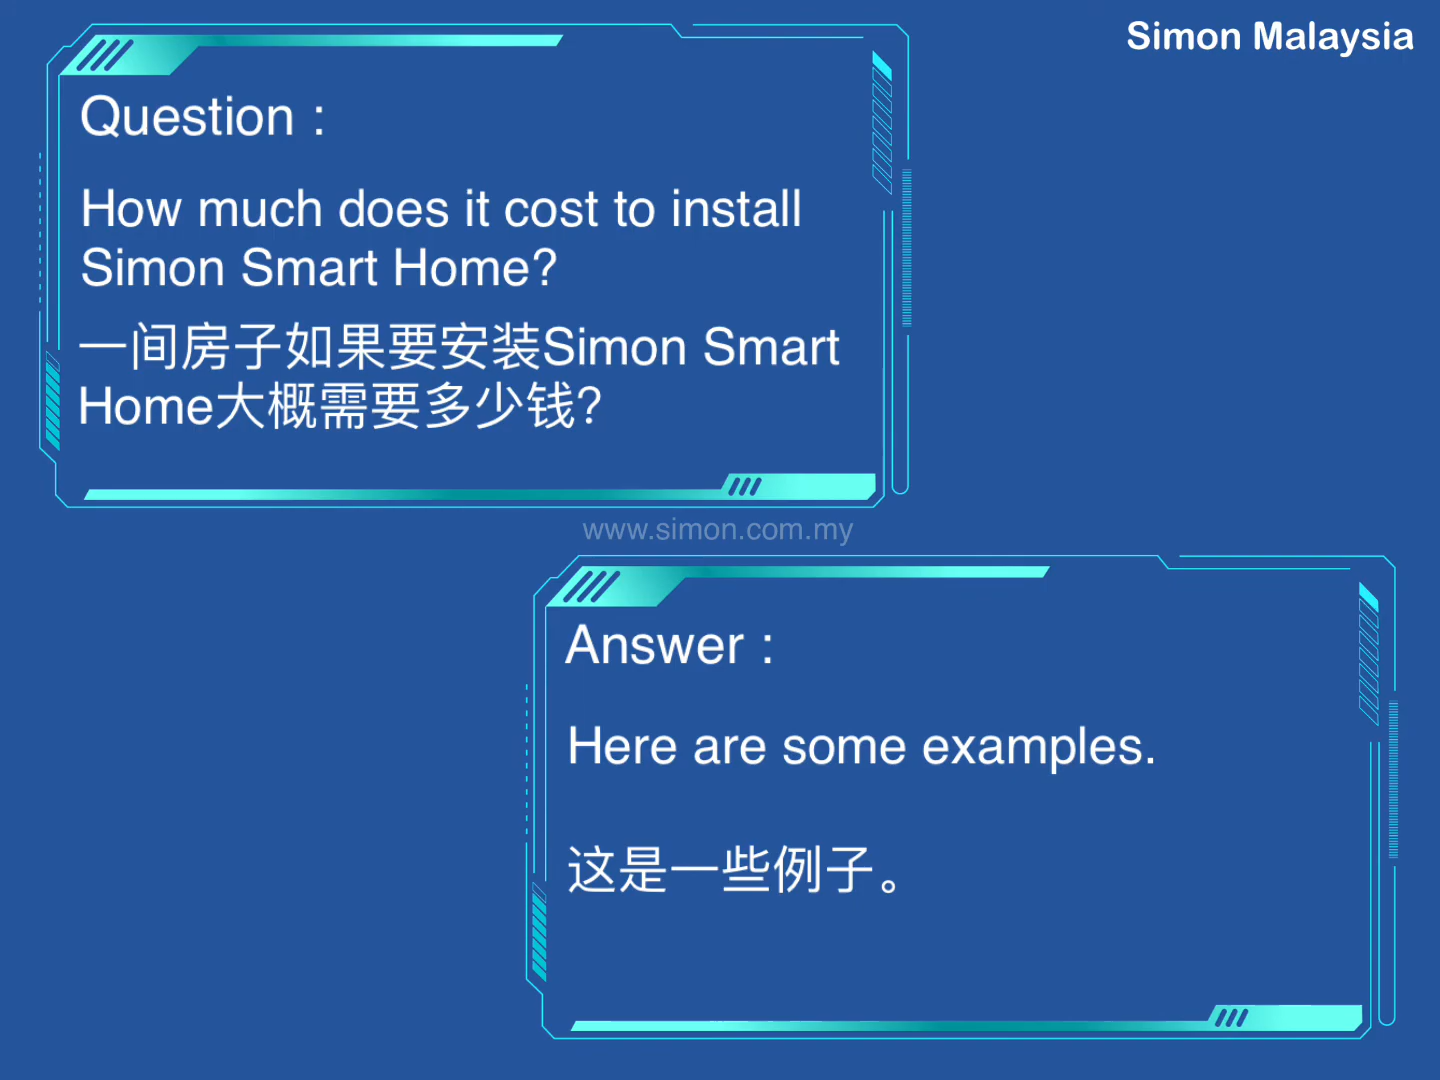 Simon Malaysia
Question :
How much does it cost to install
Simon Smart Home?
一间房子如果要安装Simon Smart
Home大概需要多少钱?
www.simon.com.my
Answer :
Here are some examples.
这是一些例子。